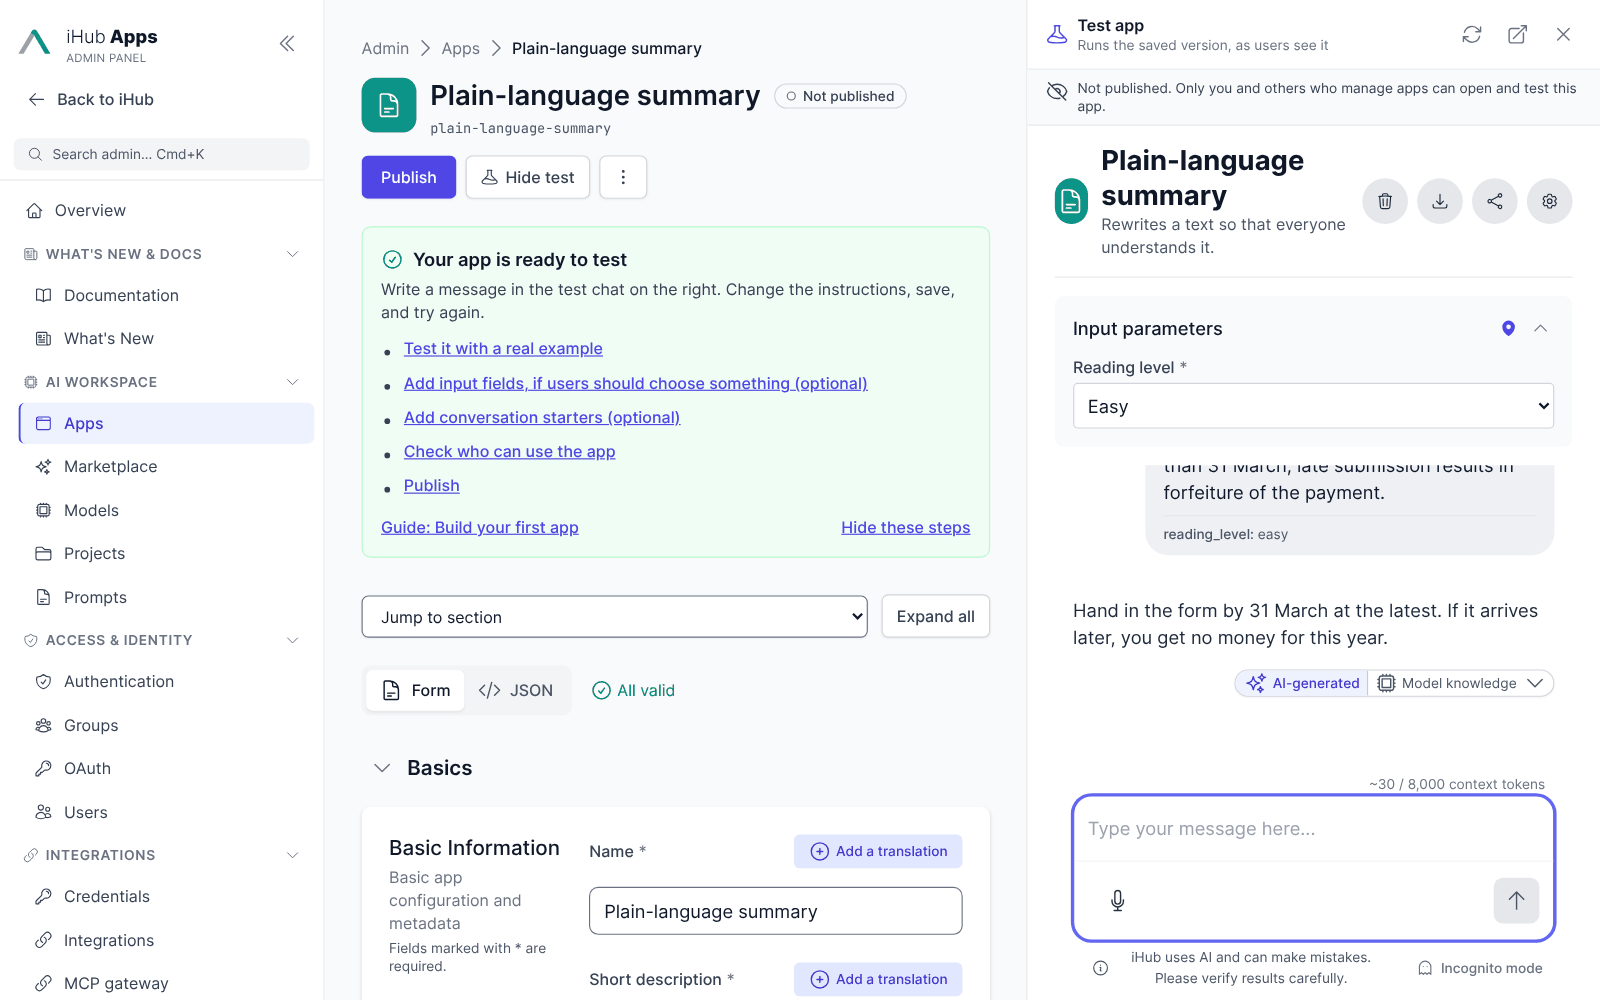 iHub Apps
ADMIN PANEL
Back to iHub
Search admin... Cmd+K
Overview
WHAT'S NEW & DOCS
Documentation
What's New
AI WORKSPACE
Apps
Marketplace
Models
Projects
Prompts
ACCESS & IDENTITY
Authentication
Groups
OAuth
Users
INTEGRATIONS
Credentials
Integrations
MCP gateway
Admin > Apps > Plain-language summary
Plain-language summary
Not published
plain-language-summary
Publish
Hide test
Your app is ready to test
Write a message in the test chat on the right. Change the instructions, save,
and try again.
Test it with a real example
Add input fields, if users should choose something (optional)
Add conversation starters (optional)
Check who can use the app
Publish
Guide: Build your first app
Hide these steps
Jump to section
Expand all
Form
</> JSON
All valid
Basics
Basic Information
Basic app
configuration and
metadata
Fields marked with * are
required.
Name *
Add a translation
Plain-language summary
Short description *
Add a translation
Test app
Runs the saved version, as users see it
Not published. Only you and others who manage apps can open and test this
app.
Plain-language
summary
Rewrites a text so that everyone
understands it.
Input parameters
Reading level *
Easy
than 31 March, late submission results in
forfeiture of the payment.
reading_level: easy
Hand in the form by 31 March at the latest. If it arrives
later, you get no money for this year.
AI-generated
Model knowledge
~30 / 8,000 context tokens
Type your message here...
iHub uses AI and can make mistakes.
Please verify results carefully.
Incognito mode